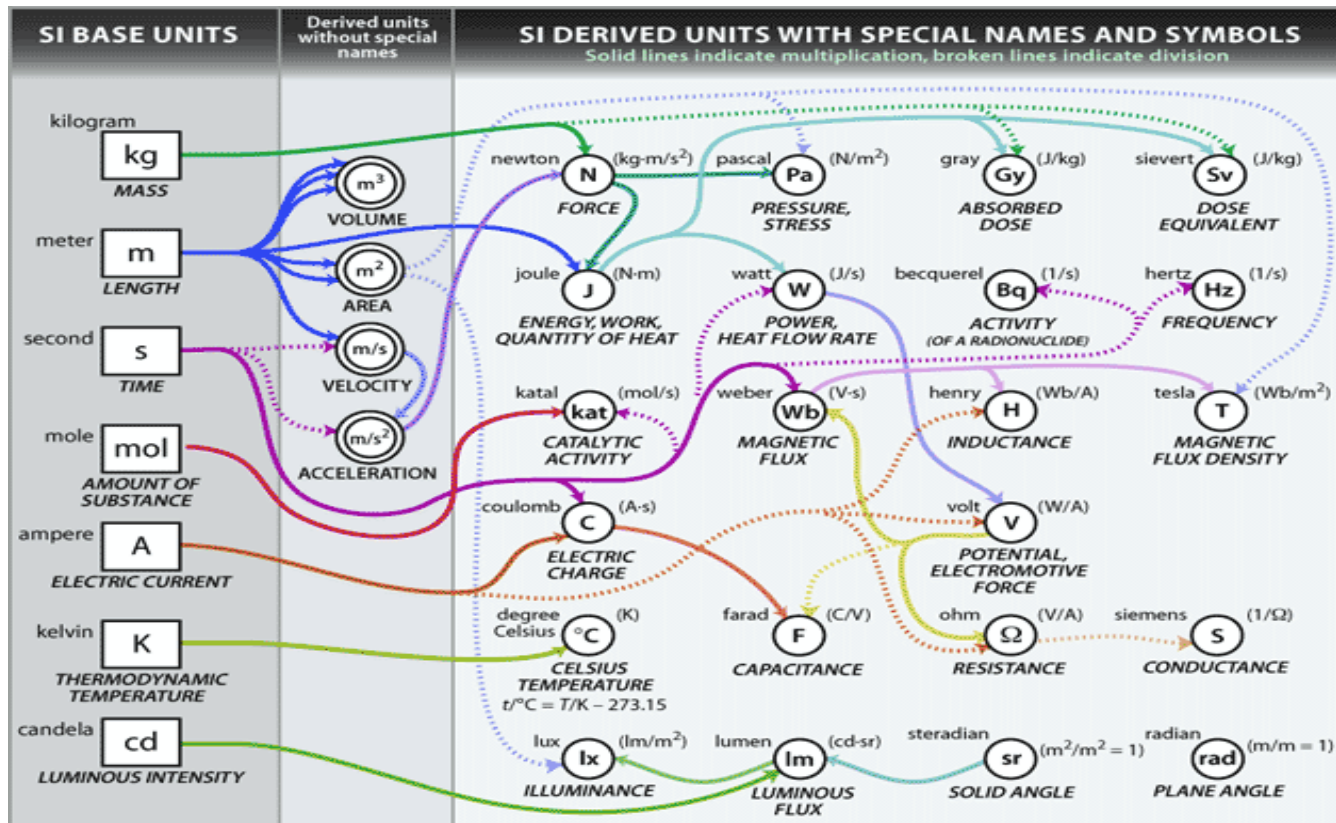 SI BASE UNITS
Derived units
without special
names
SI DERIVED UNITS WITH SPECIAL NAMES AND SYMBOLS
Solid lines indicate multiplication, broken lines indicate division
kilogram
kg
MASS
meter
m
LENGTH
second
s
TIME
mole
mol
AMOUNT OF
SUBSTANCE
ampere
A
ELECTRIC CURRENT
kelvin
K
THERMODYNAMIC
TEMPERATURE
candela
cd
LUMINOUS INTENSITY
m³
VOLUME
m²
AREA
m/s
VELOCITY
m/s²
ACCELERATION
newton
N
(kg·m/s²)
FORCE
pascal
Pa
(N/m²)
PRESSURE,
STRESS
gray
Gy
(J/kg)
ABSORBED
DOSE
sievert
Sv
(J/kg)
DOSE
EQUIVALENT
joule
J
(N·m)
ENERGY, WORK,
QUANTITY OF HEAT
watt
W
(J/s)
POWER,
HEAT FLOW RATE
becquerel
Bq
(1/s)
ACTIVITY
(OF A RADIONUCLIDE)
hertz
Hz
(1/s)
FREQUENCY
katal
kat
(mol/s)
CATALYTIC
ACTIVITY
weber
Wb
(V·s)
MAGNETIC
FLUX
henry
H
(Wb/A)
INDUCTANCE
tesla
T
(Wb/m²)
MAGNETIC
FLUX DENSITY
coulomb
C
(A·s)
ELECTRIC
CHARGE
volt
V
(W/A)
POTENTIAL,
ELECTROMOTIVE
FORCE
degree
Celsius
°C
(K)
CELSIUS
TEMPERATURE
t/°C = T/K – 273.15
farad
F
(C/V)
CAPACITANCE
ohm
Ω
(V/A)
RESISTANCE
siemens
S
(1/Ω)
CONDUCTANCE
lux
lx
(lm/m²)
ILLUMINANCE
lumen
lm
(cd·sr)
LUMINOUS
FLUX
steradian
sr
(m²/m² = 1)
SOLID ANGLE
radian
rad
(m/m = 1)
PLANE ANGLE